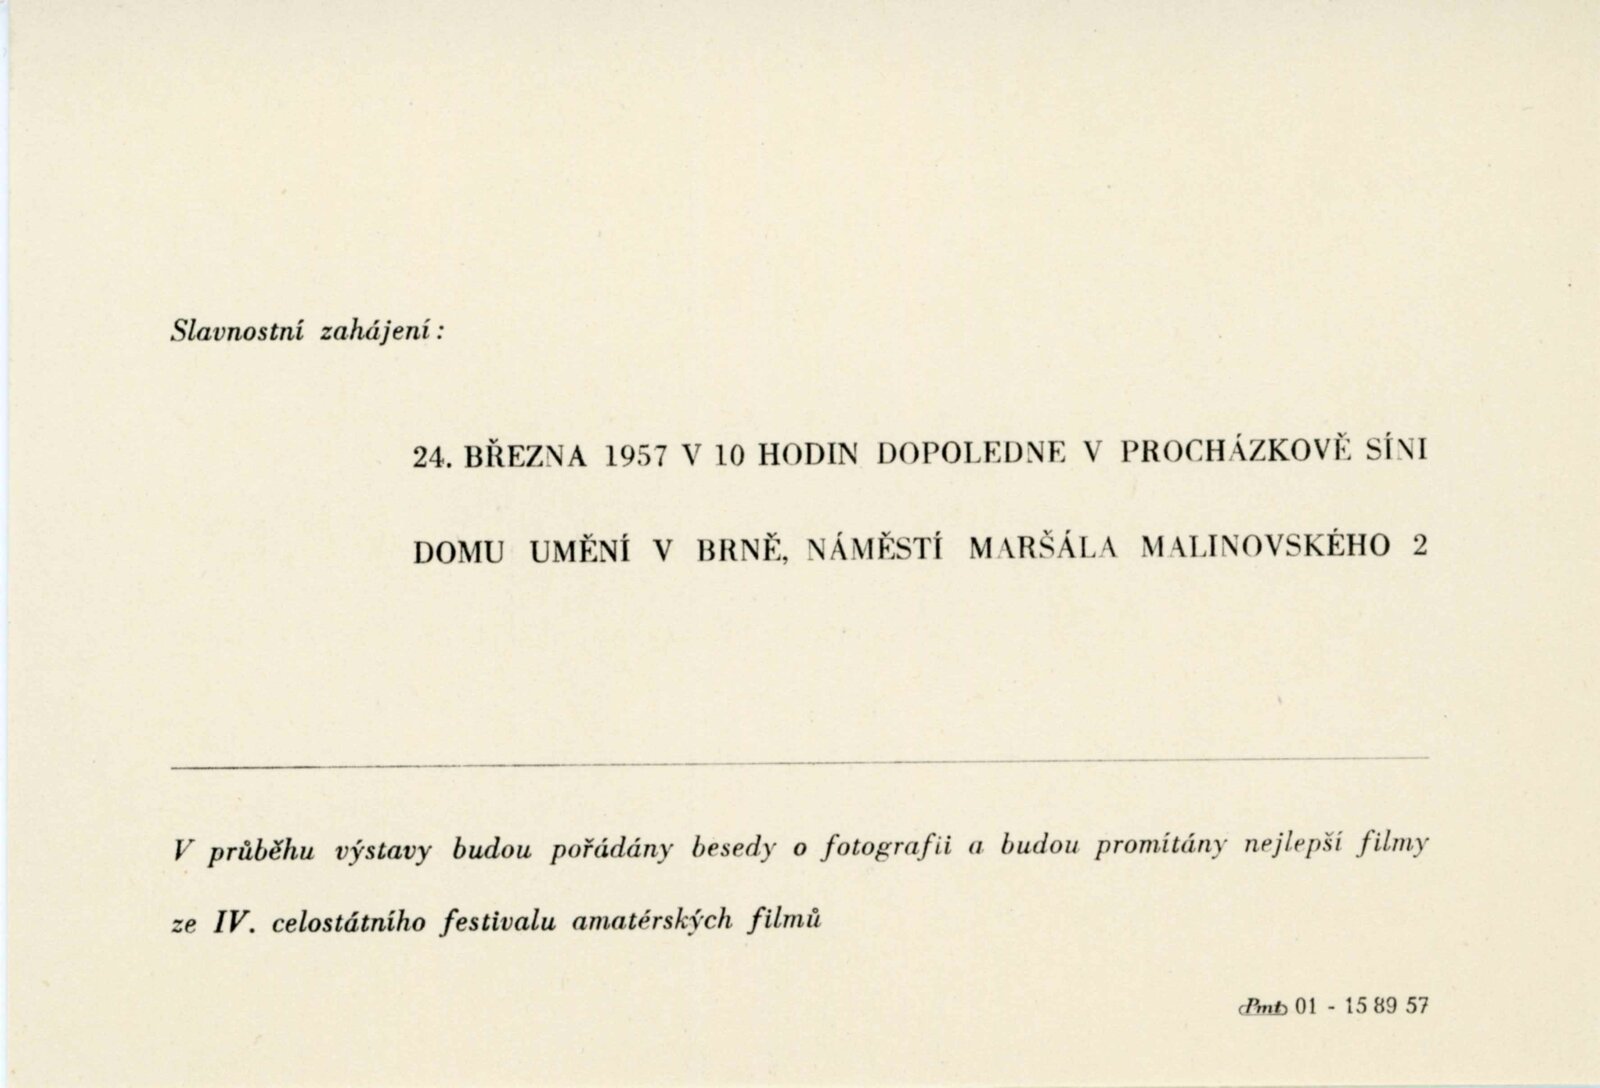 Slavnostní zahájení:
24. BŘEZNA 1957 V 10 HODIN DOPOLEDNE V PROCHÁZKOVĚ SÍNI
DOMU UMĚNÍ V BRNĚ, NÁMĚSTÍ MARŠÁLA MALINOVSKÉHO 2
V průběhu výstavy budou pořádány besedy o fotografii a budou promítány nejlepší filmy
ze IV. celostátního festivalu amatérských filmů
Pmt 01 - 15 89 57